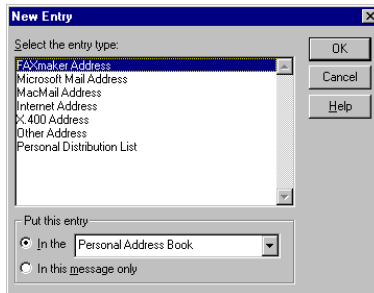 New Entry
Select the entry type:
FAXmaker Address
Microsoft Mail Address
MacMail Address
Internet Address
X.400 Address
Other Address
Personal Distribution List
OK
Cancel
Help
Put this entry
In the Personal Address Book
In this message only